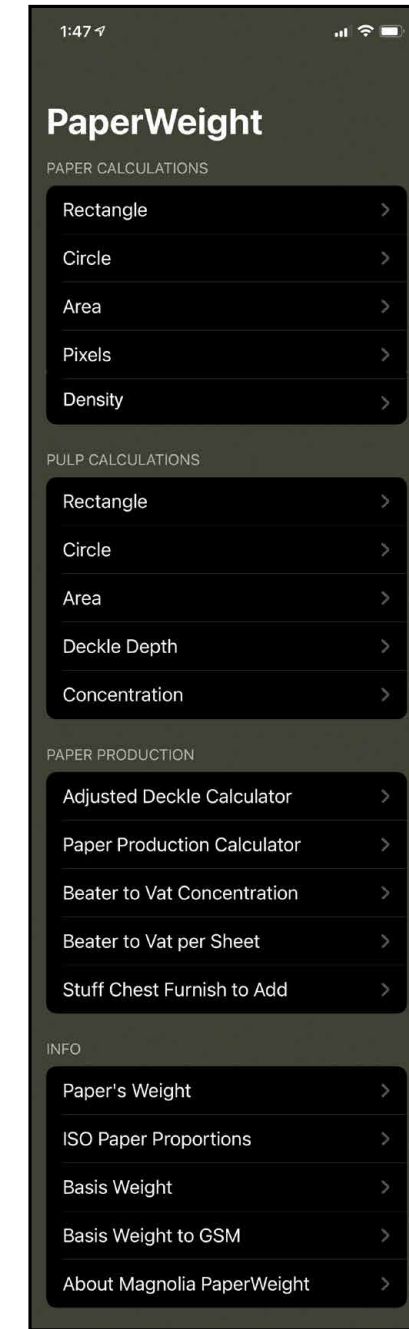 1:47
PaperWeight
PAPER CALCULATIONS
Rectangle
Circle
Area
Pixels
Density
PULP CALCULATIONS
Rectangle
Circle
Area
Deckle Depth
Concentration
PAPER PRODUCTION
Adjusted Deckle Calculator
Paper Production Calculator
Beater to Vat Concentration
Beater to Vat per Sheet
Stuff Chest Furnish to Add
INFO
Paper's Weight
ISO Paper Proportions
Basis Weight
Basis Weight to GSM
About Magnolia PaperWeight